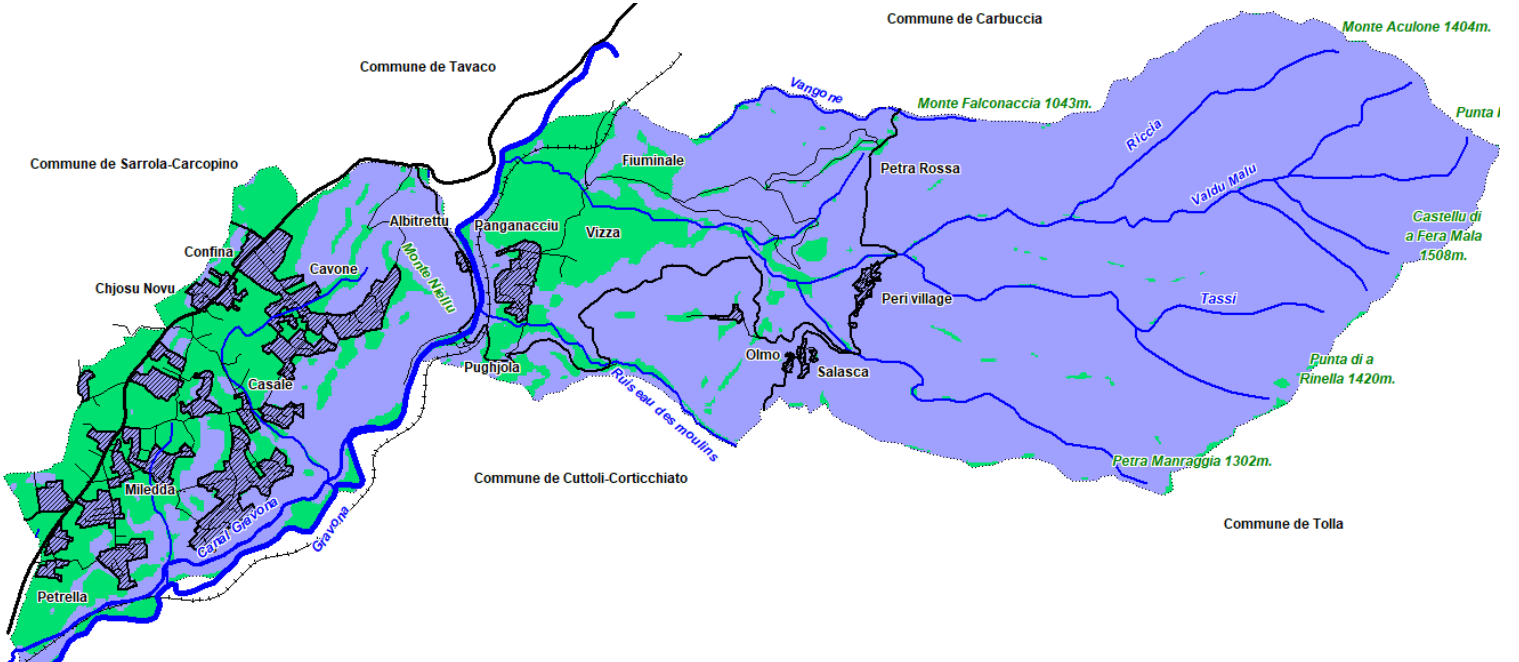 Commune de Carbuccia
Monte Aculone 1404m.
Commune de Tavaco
Vangone
Monte Falconaccia 1043m.
Punta
Riccia
Commune de Sarrola-Carcopino
Fiuminale
Petra Rossa
Valdu Malu
Albitrettu
Panganacciu
Vizza
Castellu di
a Fera Mala
1508m.
Confina
Cavone
Monte Niellu
Chjosu Novu
Peri village
Tassi
Pughjola
Olmo
Salasca
Punta di a
Rinella 1420m.
Casale
Ruiseau des moulins
Petra Manraggia 1302m.
Miledda
Commune de Cuttoli-Corticchiato
Canal Gravona
Gravona
Commune de Tolla
Petrella